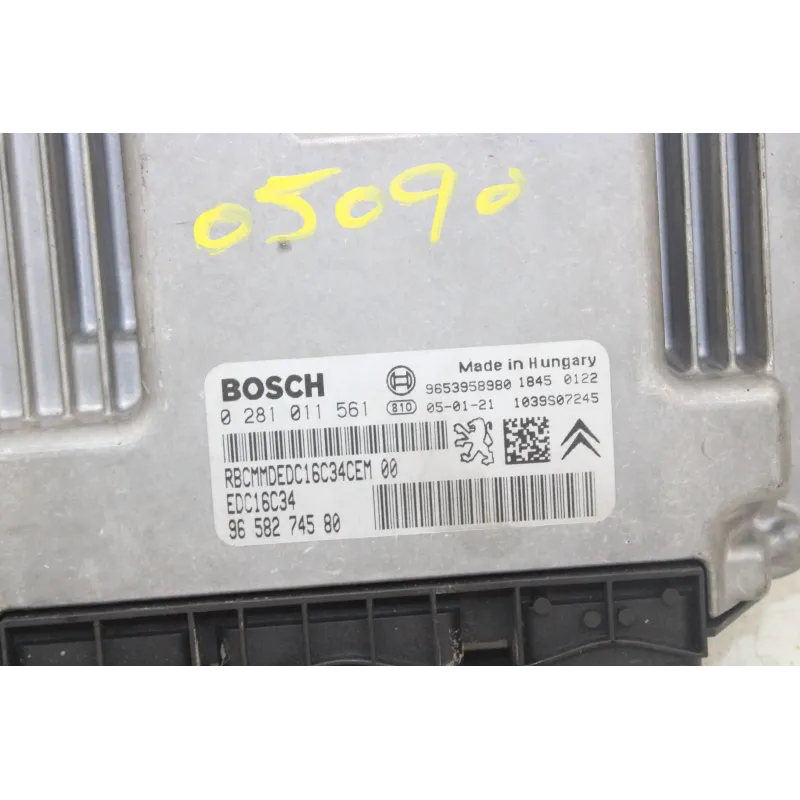 05090
BOSCH
Made in Hungary
9653958980 1845 0122
0 281 011 561
810 05-01-21 1039S07245
RBCMMDEDC16C34CEM 00
EDC16C34
96 582 745 80